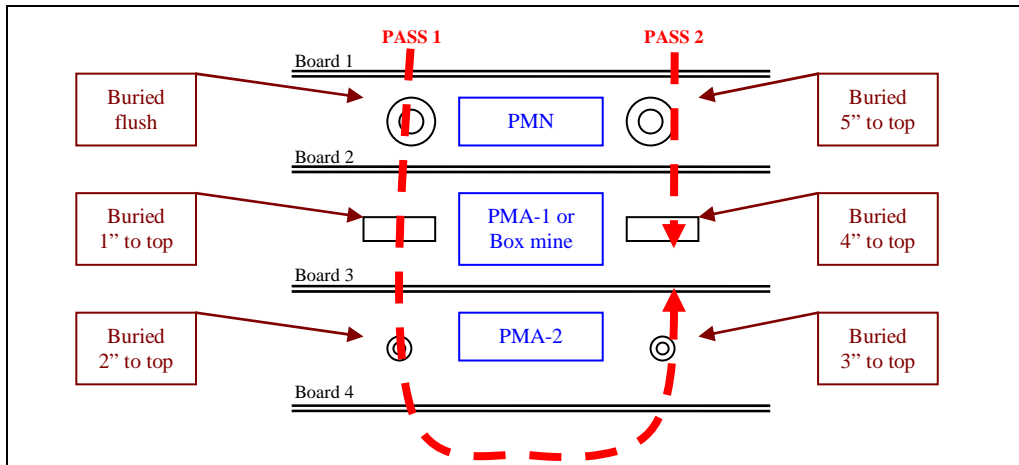 PASS 1
PASS 2
Board 1
Buried
flush
PMN
Buried
5” to top
Board 2
Buried
1” to top
PMA-1 or
Box mine
Buried
4” to top
Board 3
Buried
2” to top
PMA-2
Buried
3” to top
Board 4